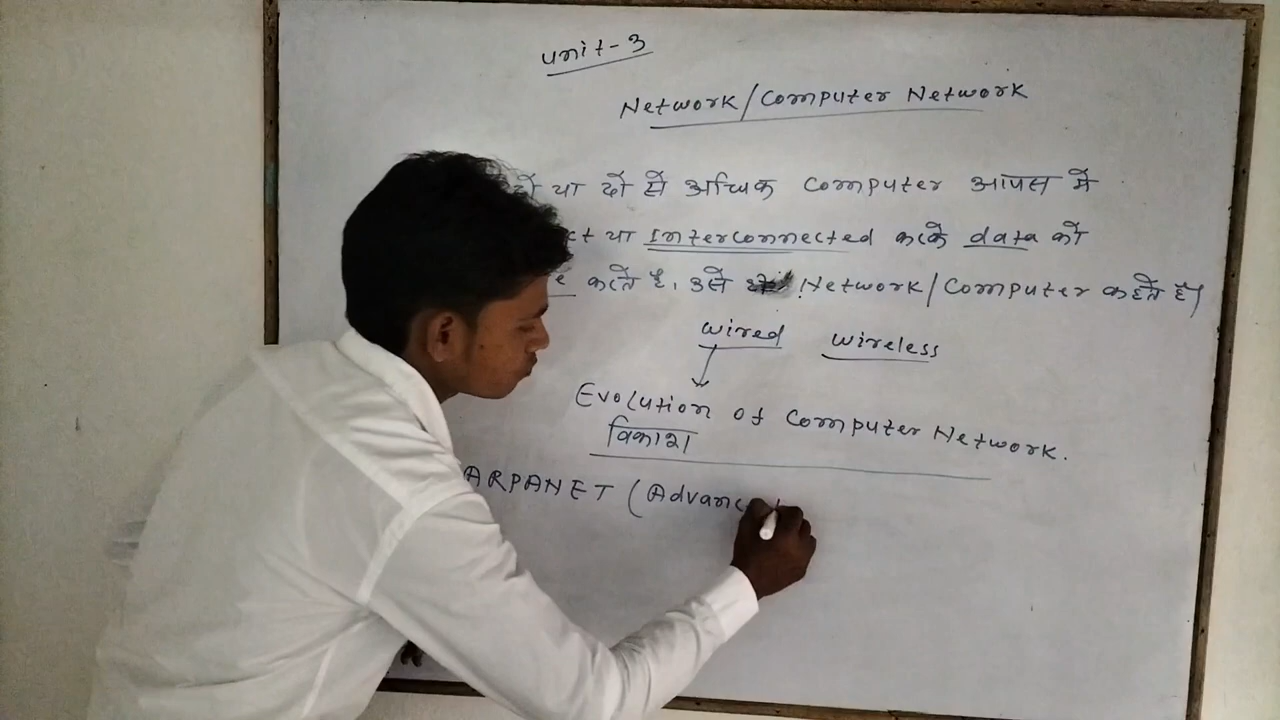 Unit-3
Network/Computer Network
या दो से अधिक Computer आपस में
या Interconnected करके data को
करते है, उसे Network/Computer कहते है।
Wired Wireless
Evolution of Computer Network.
विकाश
ARPANET (Advanc